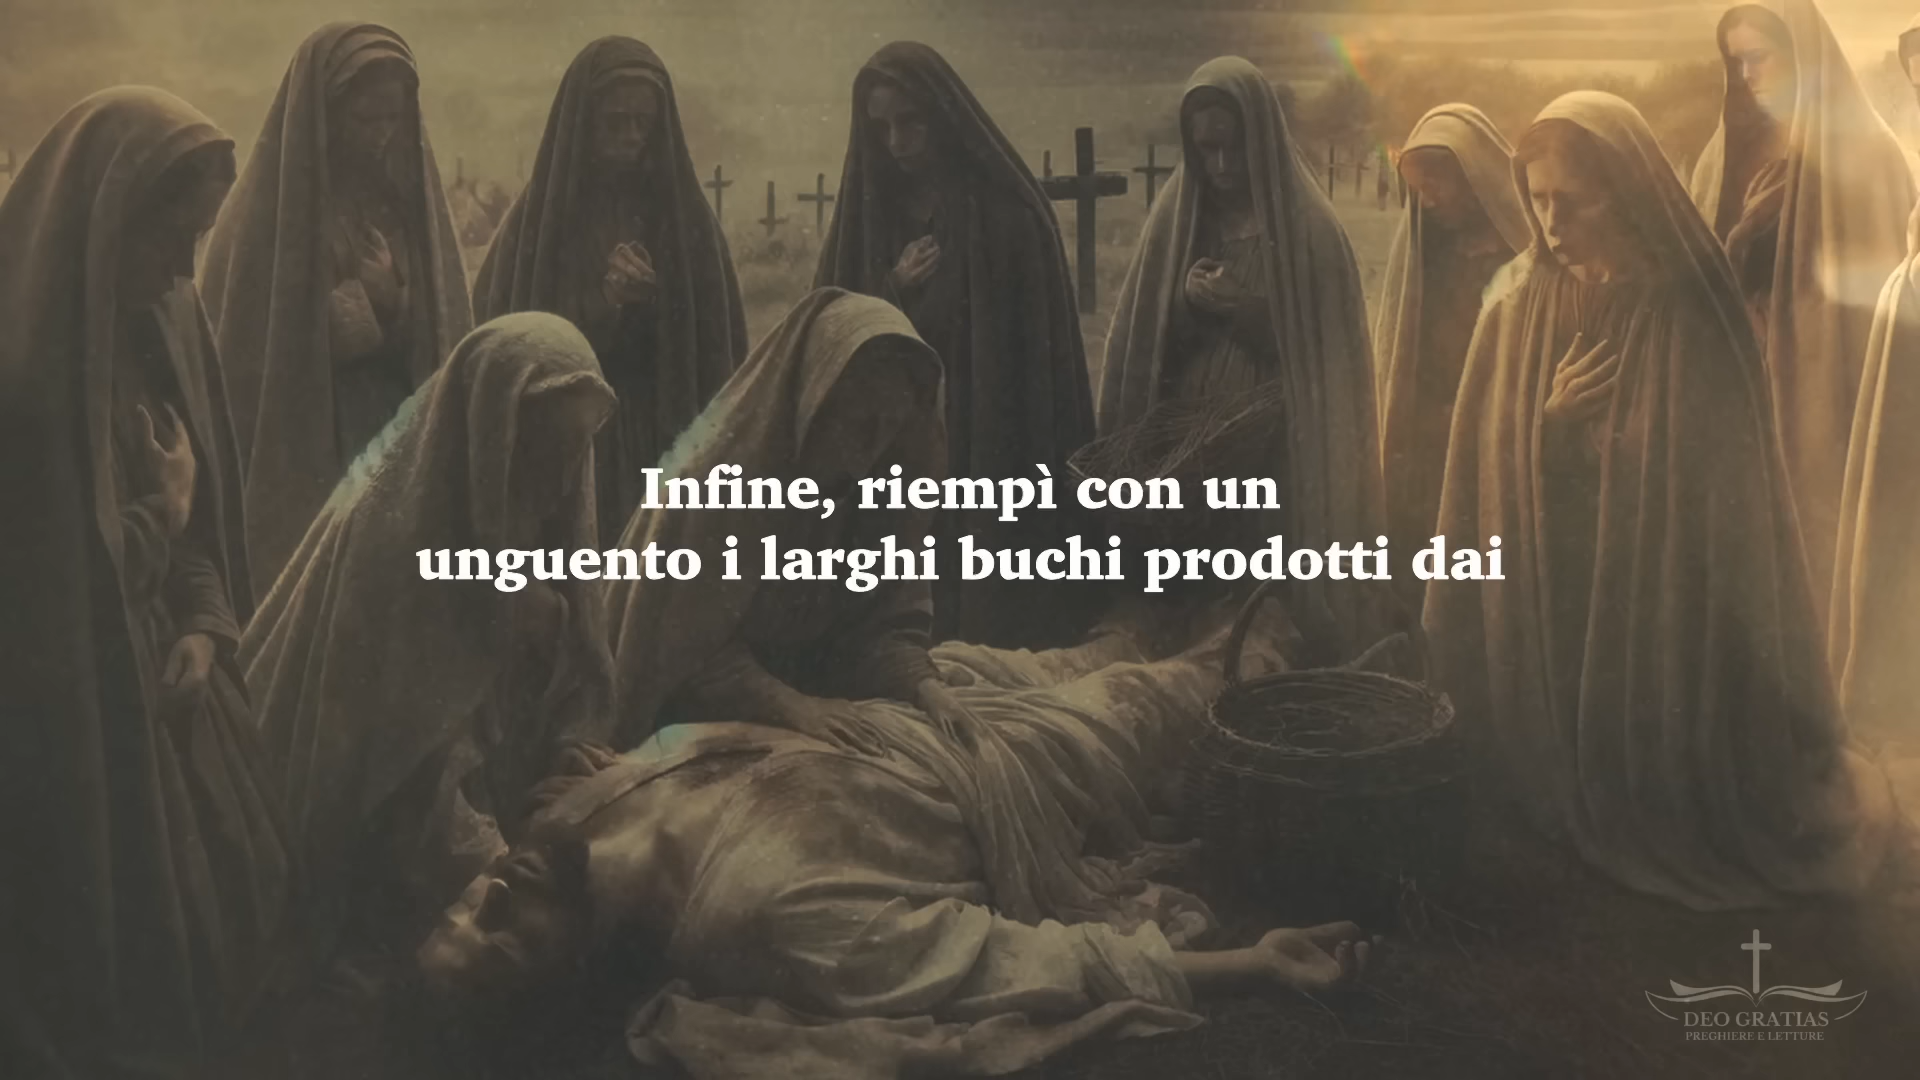 Infine, riempì con un
unguento i larghi buchi prodotti dai
DEO GRATIAS
PREGHIERE E LETTURE